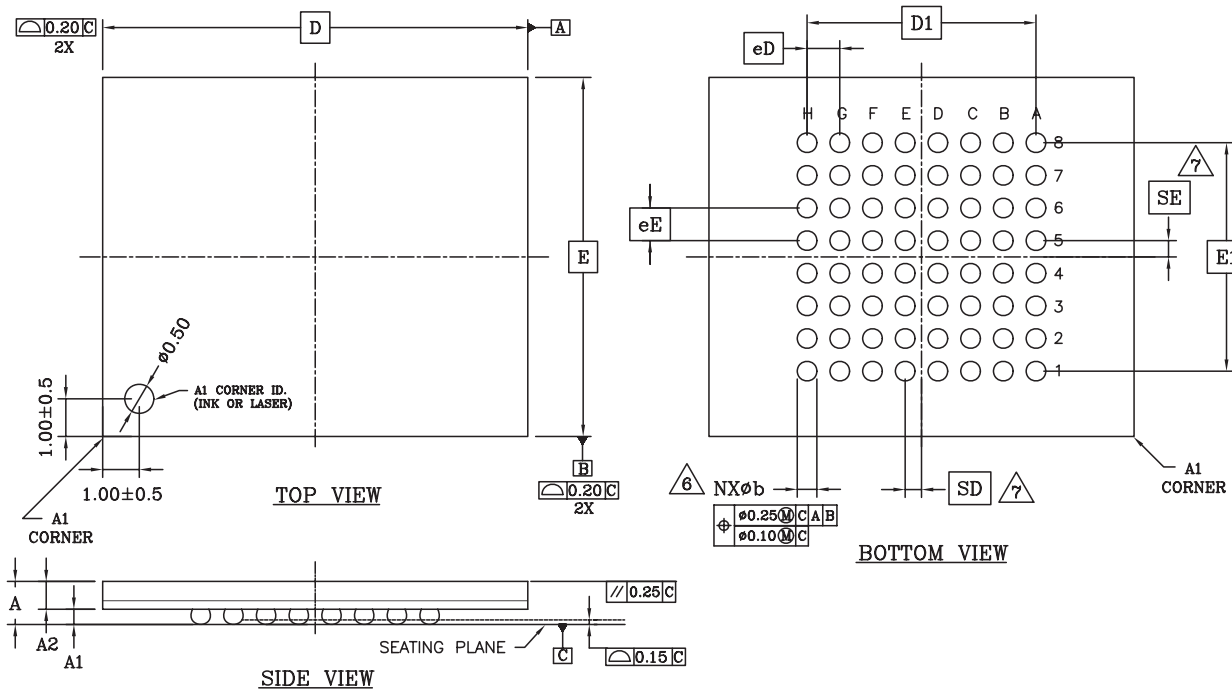 ⌓ 0.20 C
2X
D
A
E
ø0.50
A1 CORNER ID.
(INK OR LASER)
1.00±0.5
1.00±0.5
A1
CORNER
TOP VIEW
B
⌓ 0.20 C
2X
D1
eD
H G F E D C B A
8
7
6
5
4
3
2
1
7
SE
eE
E1
6
NXøb
⌖ ø0.25Ⓜ C A B
ø0.10Ⓜ C
SD
7
A1
CORNER
BOTTOM VIEW
A
A2
A1
// 0.25 C
SEATING PLANE
C
⌓ 0.15 C
SIDE VIEW